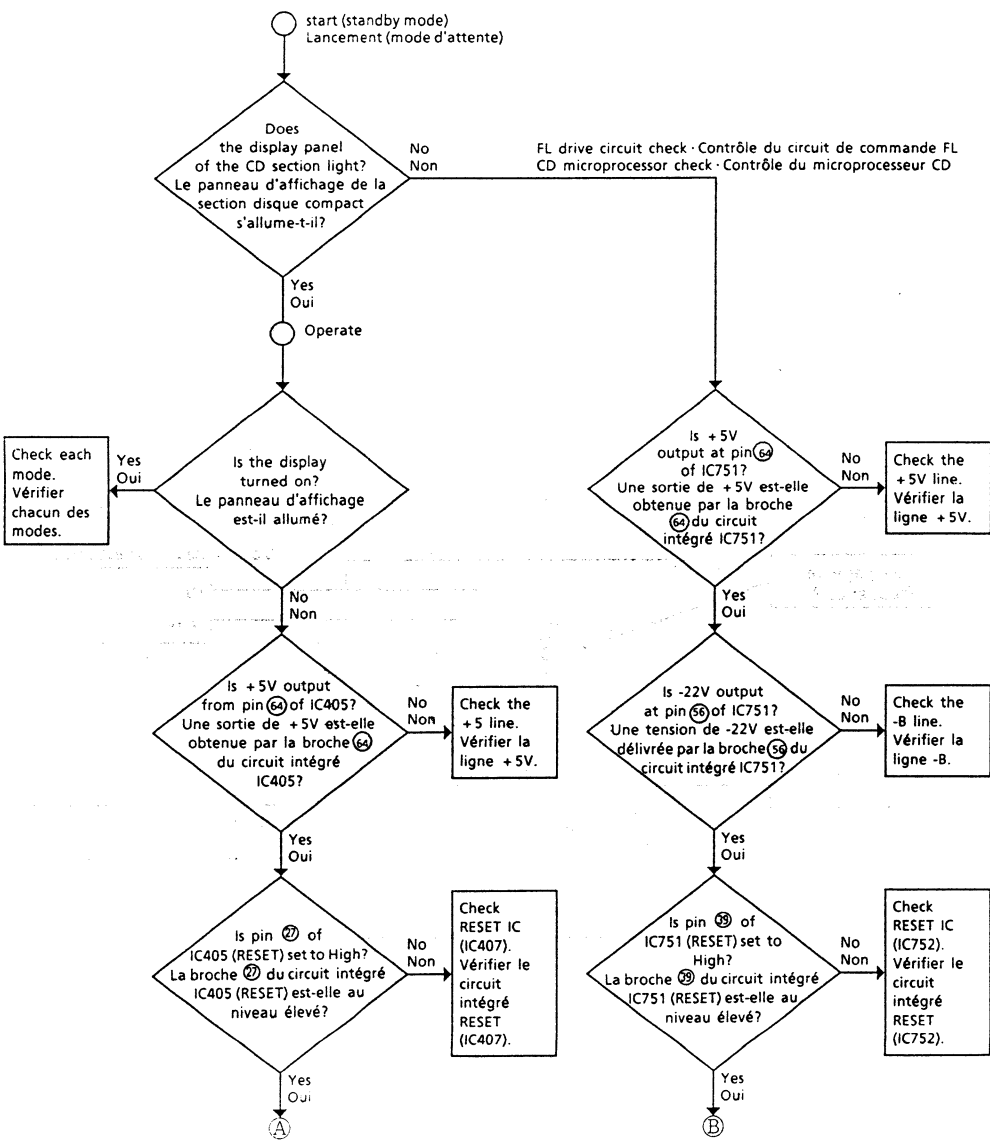 start (standby mode)
Lancement (mode d'attente)
Does
the display panel
of the CD section light?
Le panneau d'affichage de la
section disque compact
s'allume-t-il?
No
Non
FL drive circuit check · Contrôle du circuit de commande FL
CD microprocessor check · Contrôle du microprocesseur CD
Yes
Oui
Operate
Is the display
turned on?
Le panneau d'affichage
est-il allumé?
Yes
Oui
Check each
mode.
Vérifier
chacun des
modes.
No
Non
Is +5V
output at pin 64
of IC751?
Une sortie de +5V est-elle
obtenue par la broche
64 du circuit
intégré IC751?
No
Non
Check the
+5V line.
Vérifier la
ligne +5V.
Yes
Oui
Is +5V output
from pin 64 of IC405?
Une sortie de +5V est-elle
obtenue par la broche 64
du circuit intégré
IC405?
No
Non
Check the
+5 line.
Vérifier la
ligne +5V.
Yes
Oui
Is -22V output
at pin 56 of IC751?
Une tension de -22V est-elle
délivrée par la broche 56 du
circuit intégré IC751?
No
Non
Check the
-B line.
Vérifier la
ligne -B.
Yes
Oui
Is pin 27 of
IC405 (RESET) set to High?
La broche 27 du circuit intégré
IC405 (RESET) est-elle au
niveau élevé?
No
Non
Check
RESET IC
(IC407).
Vérifier le
circuit
intégré
RESET
(IC407).
Yes
Oui
A
Is pin 39 of
IC751 (RESET) set to
High?
La broche 39 du circuit intégré
IC751 (RESET) est-elle au
niveau élevé?
No
Non
Check
RESET IC
(IC752).
Vérifier le
circuit
intégré
RESET
(IC752).
Yes
Oui
B